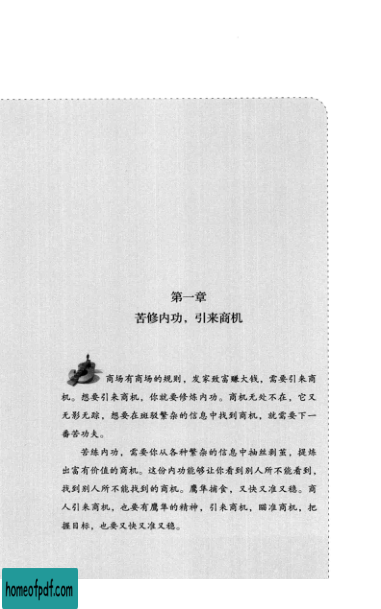 第一章
苦修内功，引来商机
商场有商场的规则，发家致富赚大钱，需要引来商
机。想要引来商机，你就要修炼内功。商机无处不在，它又
无影无踪，想要在斑驳繁杂的信息中找到商机，就需要下一
番苦功夫。
苦练内功，需要你从各种繁杂的信息中抽丝剥茧，提炼
出富有价值的商机。这份内功能够让你看到别人所不能看到，
找到别人所不能找到的商机。鹰隼捕食，又快又准又稳。商
人引来商机，也要有鹰隼的精神，引来商机，瞄准商机，把
握目标，也要又快又准又稳。
homeofpdf.com